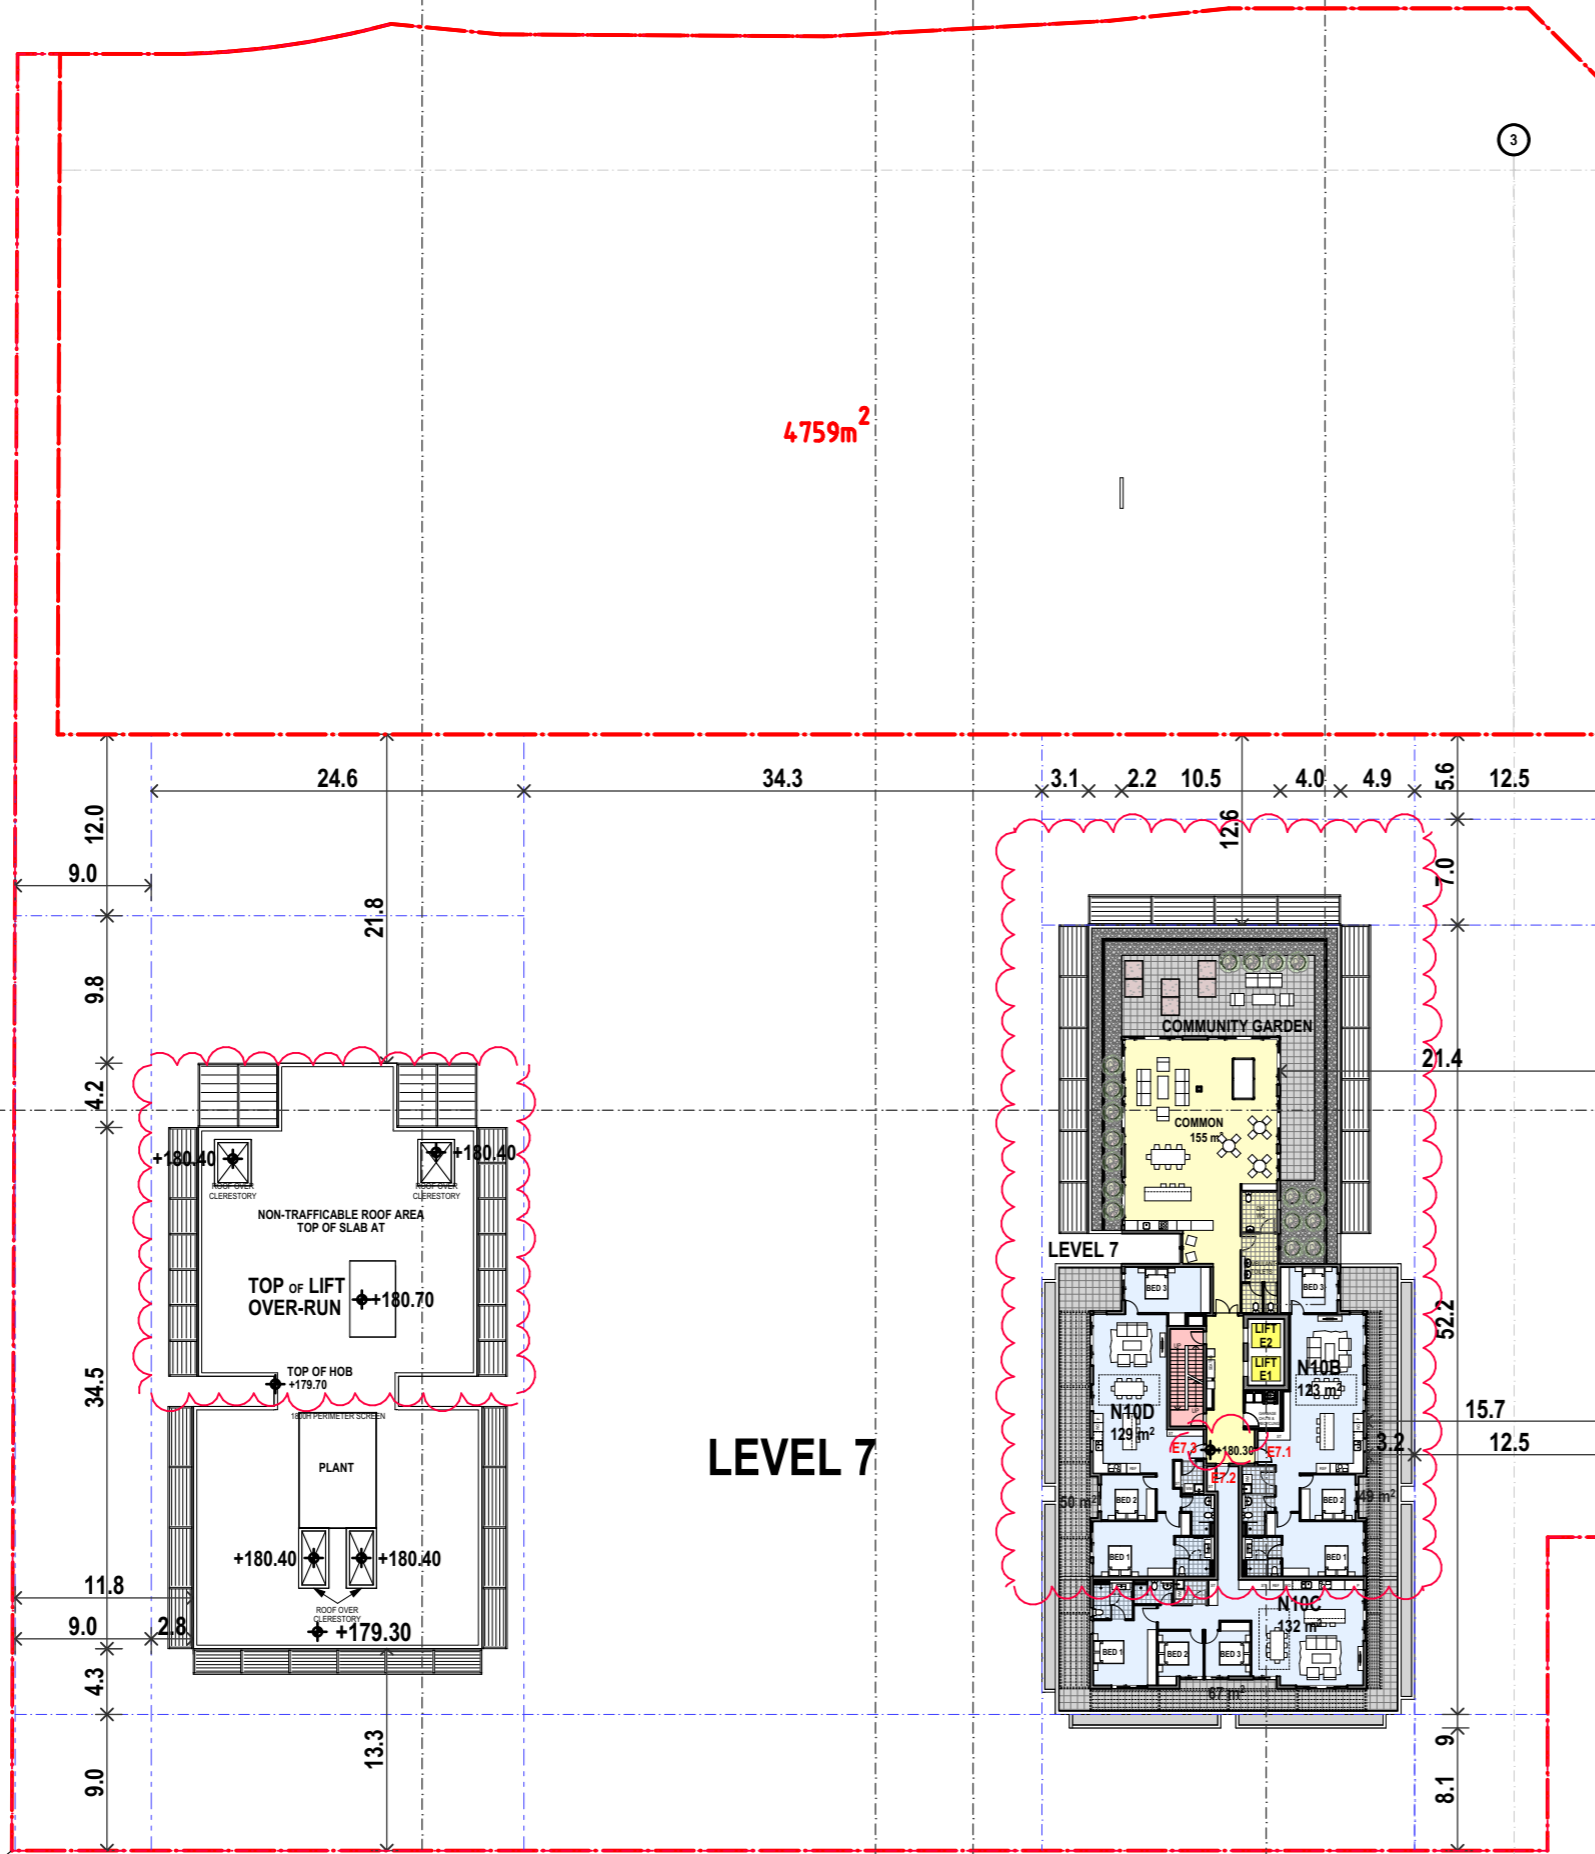 3
4759m²
24.6
34.3
3.1
2.2
10.5
4.0
4.9
5.6
12.5
12.0
12.6
9.0
7.0
21.8
9.8
COMMUNITY GARDEN
21.4
4.2
COMMON
155 m²
+180.40
+180.40
ROOF OVER
CLERESTORY
ROOF OVER
CLERESTORY
NON-TRAFFICABLE ROOF AREA
TOP OF SLAB AT
LEVEL 7
TOP OF LIFT
OVER-RUN
+180.70
BED 3
BED 3
52.2
LIFT
E2
LIFT
E1
TOP OF HOB
+179.70
34.5
N10B
123 m²
N10D
129 m²
1800H PERIMETER SCREEN
15.7
PLANT
LEVEL 7
E7.3
+180.30
E7.1
3.2
12.5
E7.2
50 m²
BED 2
BED 2
49 m²
+180.40
+180.40
BED 1
BED 1
11.8
ROOF OVER
CLERESTORY
N10C
132 m²
9.0
2.8
+179.30
BED 1
BED 2
BED 3
4.3
67 m²
13.3
9
9.0
8.1